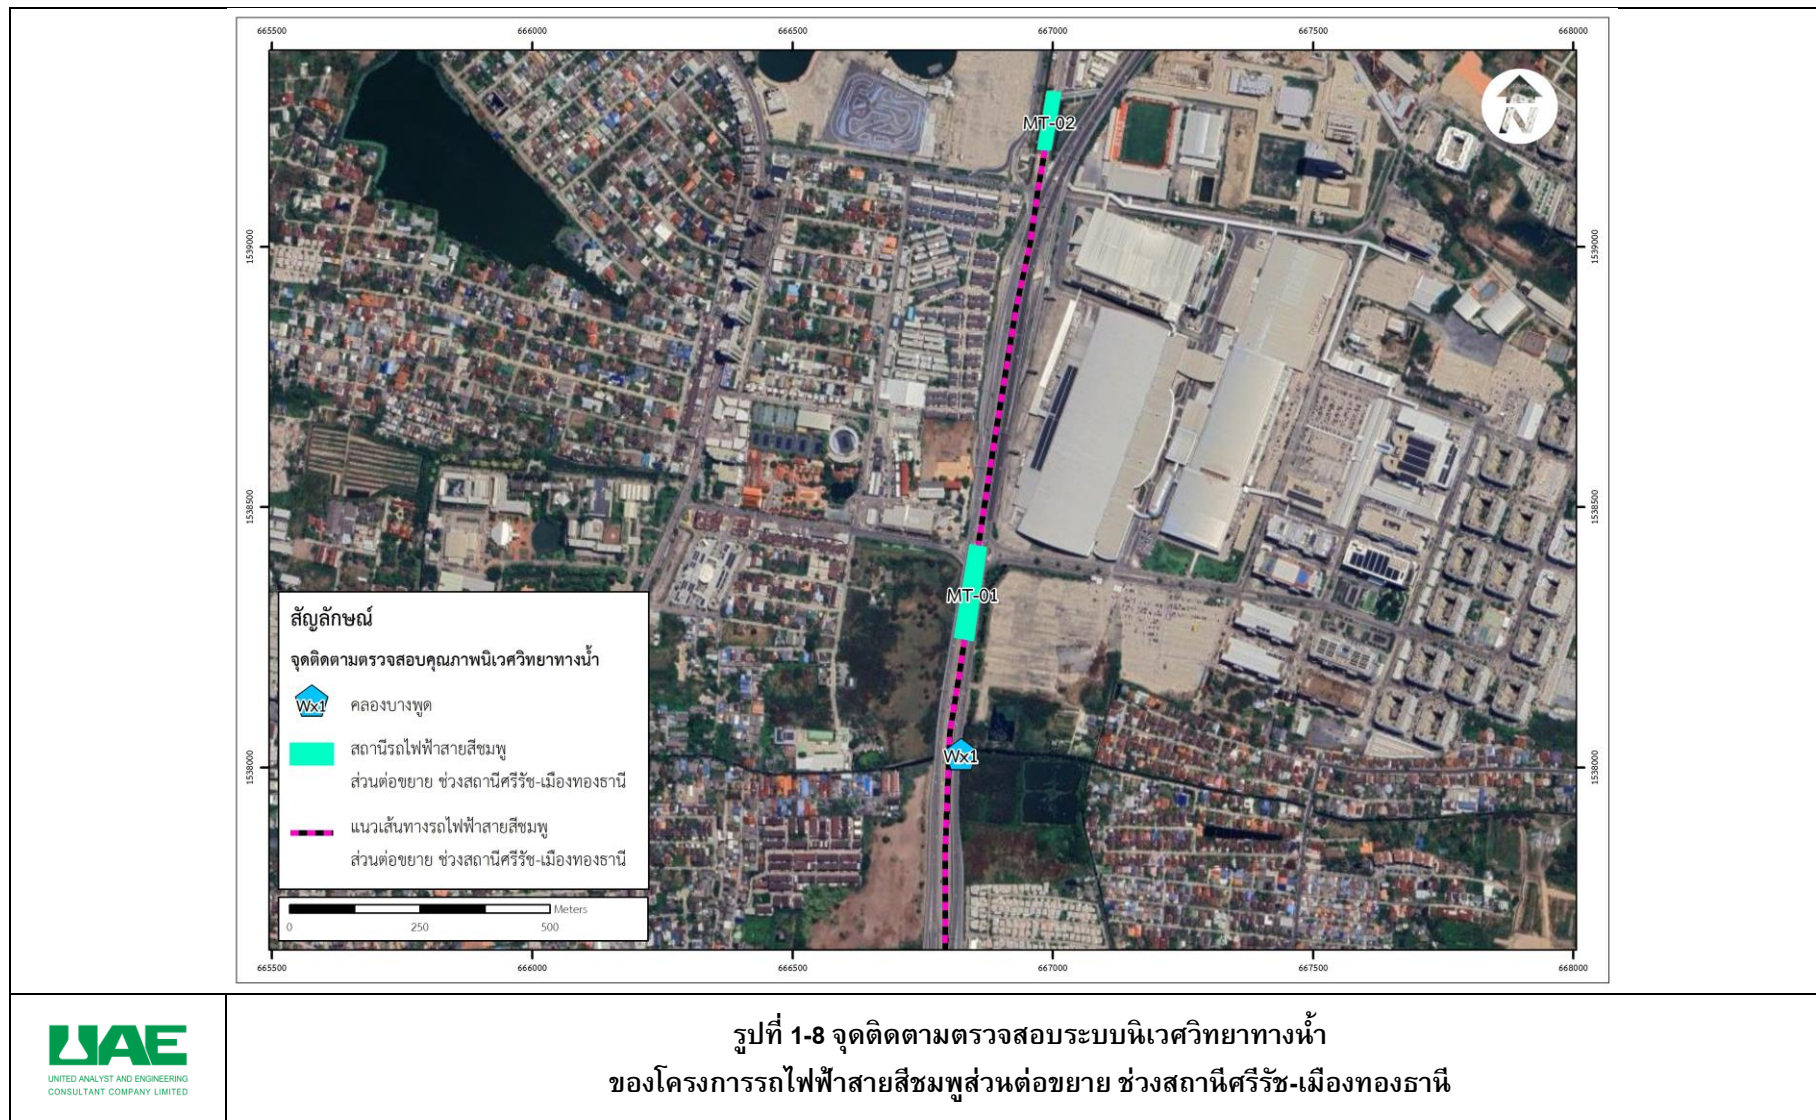 665500 666000 666500 667000 667500 668000
MT-02
1539000 1539000
1538500 1538500
MT-01
สัญลักษณ์
จุดติดตามตรวจสอบคุณภาพนิเวศวิทยาทางน้ำ
Wx1 คลองบางพูด
สถานีรถไฟฟ้าสายสีชมพู
ส่วนต่อขยาย ช่วงสถานีศรีรัช-เมืองทองธานี
แนวเส้นทางรถไฟฟ้าสายสีชมพู
ส่วนต่อขยาย ช่วงสถานีศรีรัช-เมืองทองธานี
Wx1
1538000 1538000
Meters
0 250 500
665500 666000 666500 667000 667500 668000
N
UAE
UNITED ANALYST AND ENGINEERING
CONSULTANT COMPANY LIMITED
รูปที่ 1-8 จุดติดตามตรวจสอบระบบนิเวศวิทยาทางน้ำ
ของโครงการรถไฟฟ้าสายสีชมพูส่วนต่อขยาย ช่วงสถานีศรีรัช-เมืองทองธานี